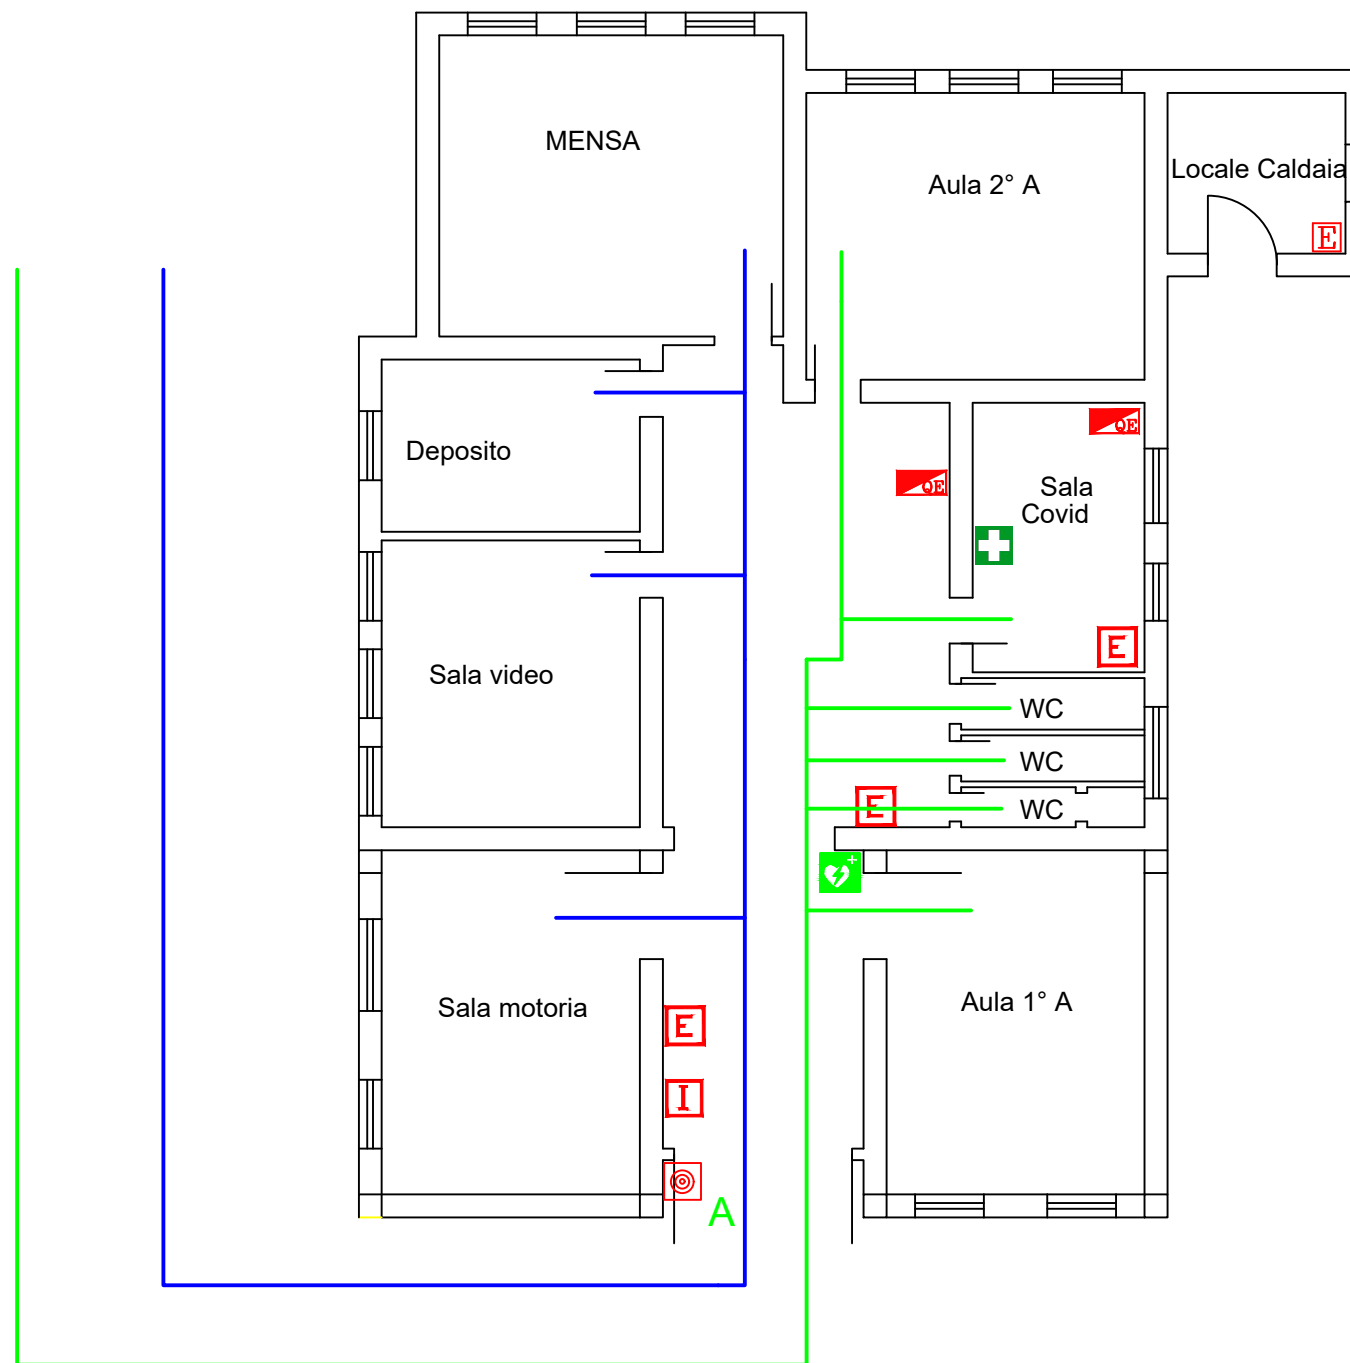 MENSA
Aula 2° A
Locale Caldaia
E
Deposito
QE
QE
Sala
Covid
E
Sala video
WC
WC
E
WC
Sala motoria
Aula 1° A
E
I
A